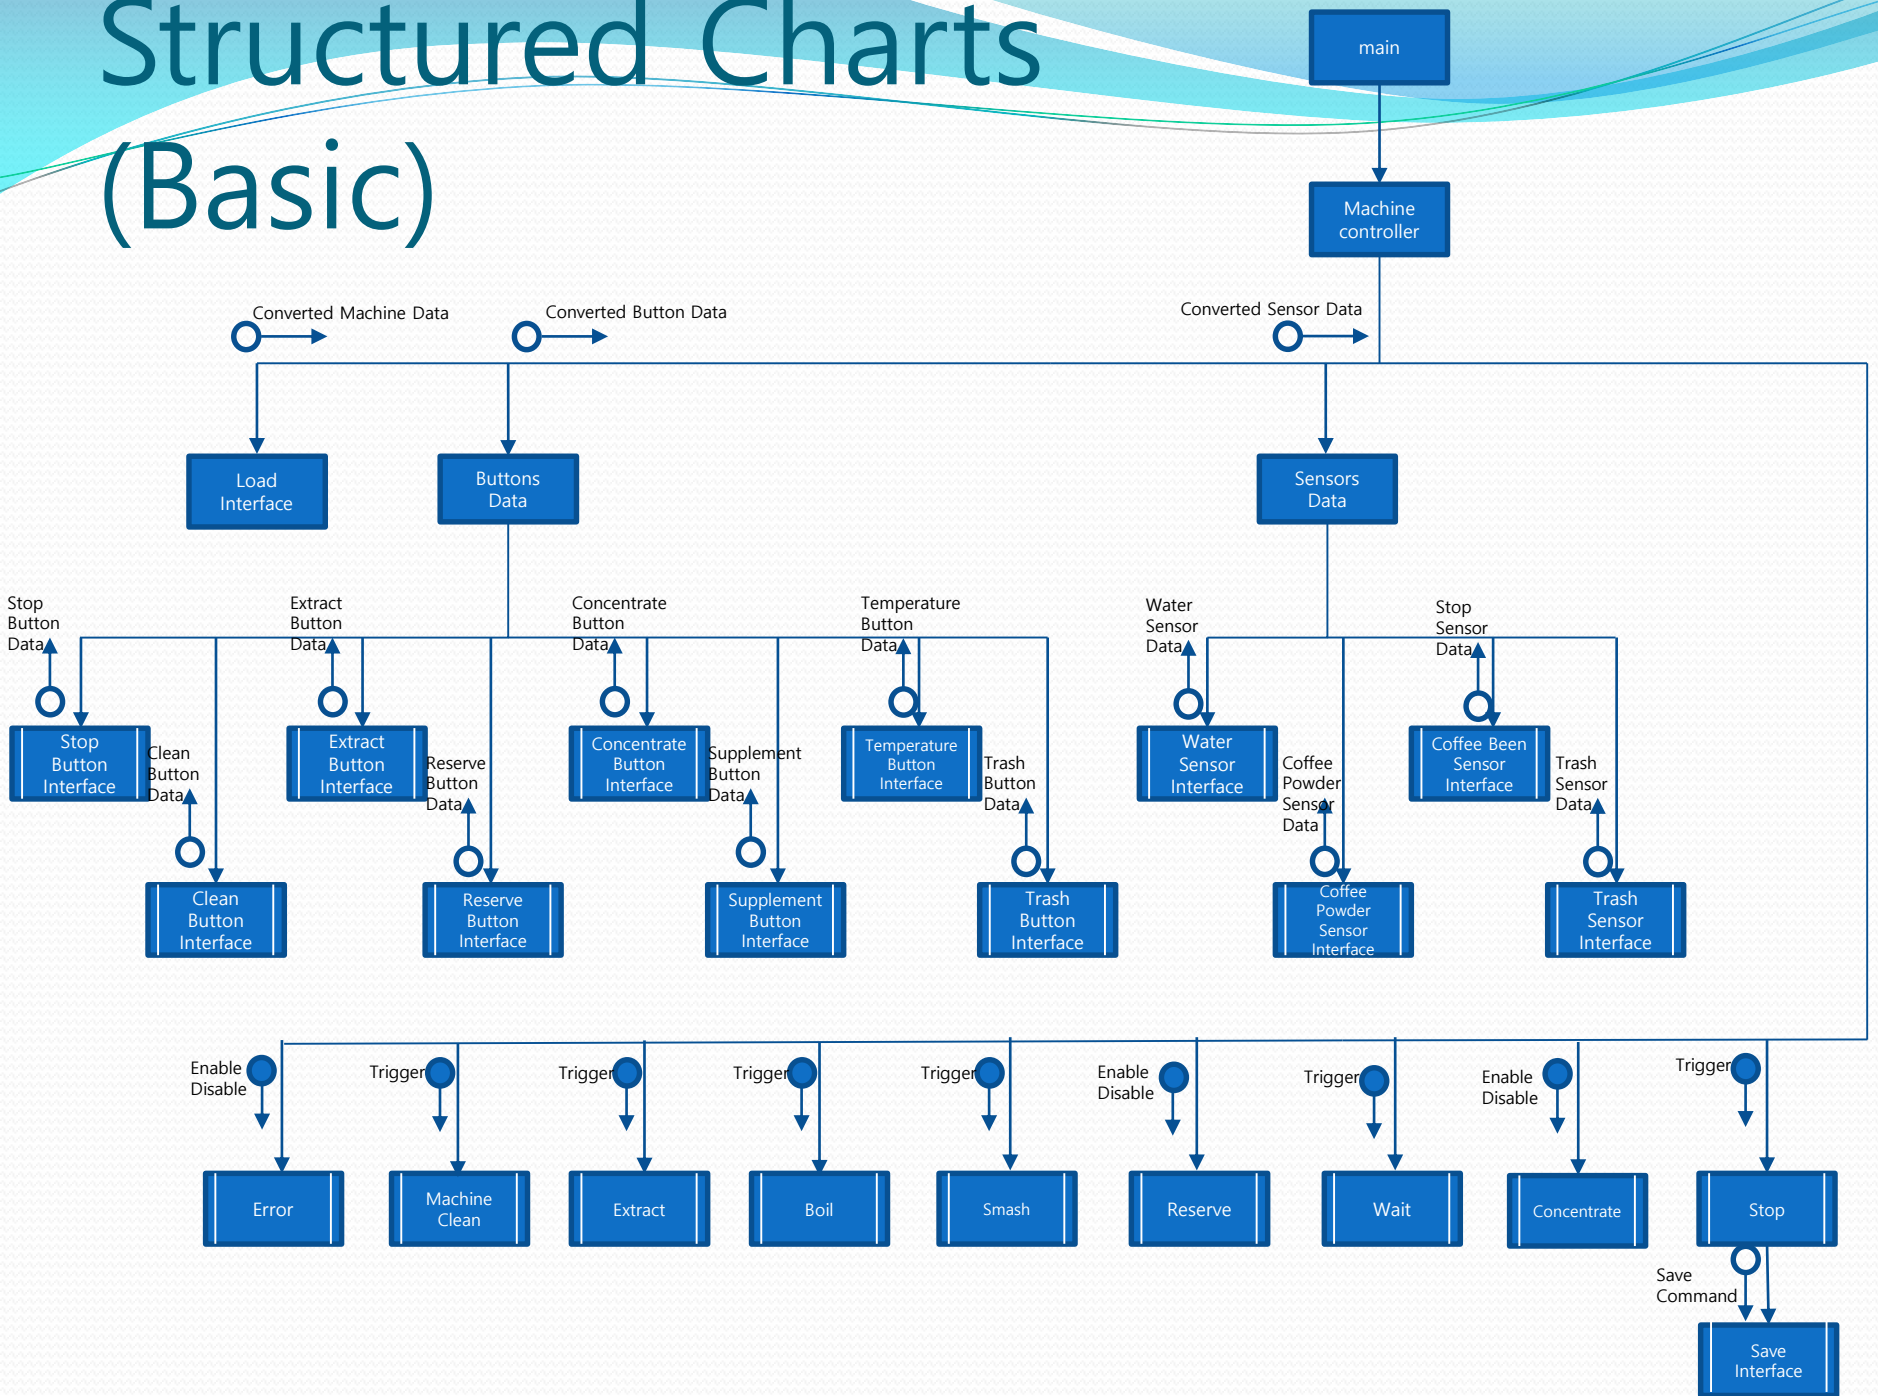 Structured Charts
(Basic)
main
Machine
controller
Converted Machine Data
Converted Button Data
Converted Sensor Data
Load
Interface
Buttons
Data
Sensors
Data
Stop
Button
Data
Extract
Button
Data
Concentrate
Button
Data
Temperature
Button
Data
Water
Sensor
Data
Stop
Sensor
Data
Stop
Button
Interface
Clean
Button
Data
Extract
Button
Interface
Reserve
Button
Data
Concentrate
Button
Interface
Supplement
Button
Data
Temperature
Button
Interface
Trash
Button
Data
Water
Sensor
Interface
Coffee
Powder
Sensor
Data
Coffee Been
Sensor
Interface
Trash
Sensor
Data
Clean
Button
Interface
Reserve
Button
Interface
Supplement
Button
Interface
Trash
Button
Interface
Coffee
Powder
Sensor
Interface
Trash
Sensor
Interface
Enable
Disable
Trigger
Trigger
Trigger
Trigger
Enable
Disable
Trigger
Enable
Disable
Trigger
Error
Machine
Clean
Extract
Boil
Smash
Reserve
Wait
Concentrate
Stop
Save
Command
Save
Interface